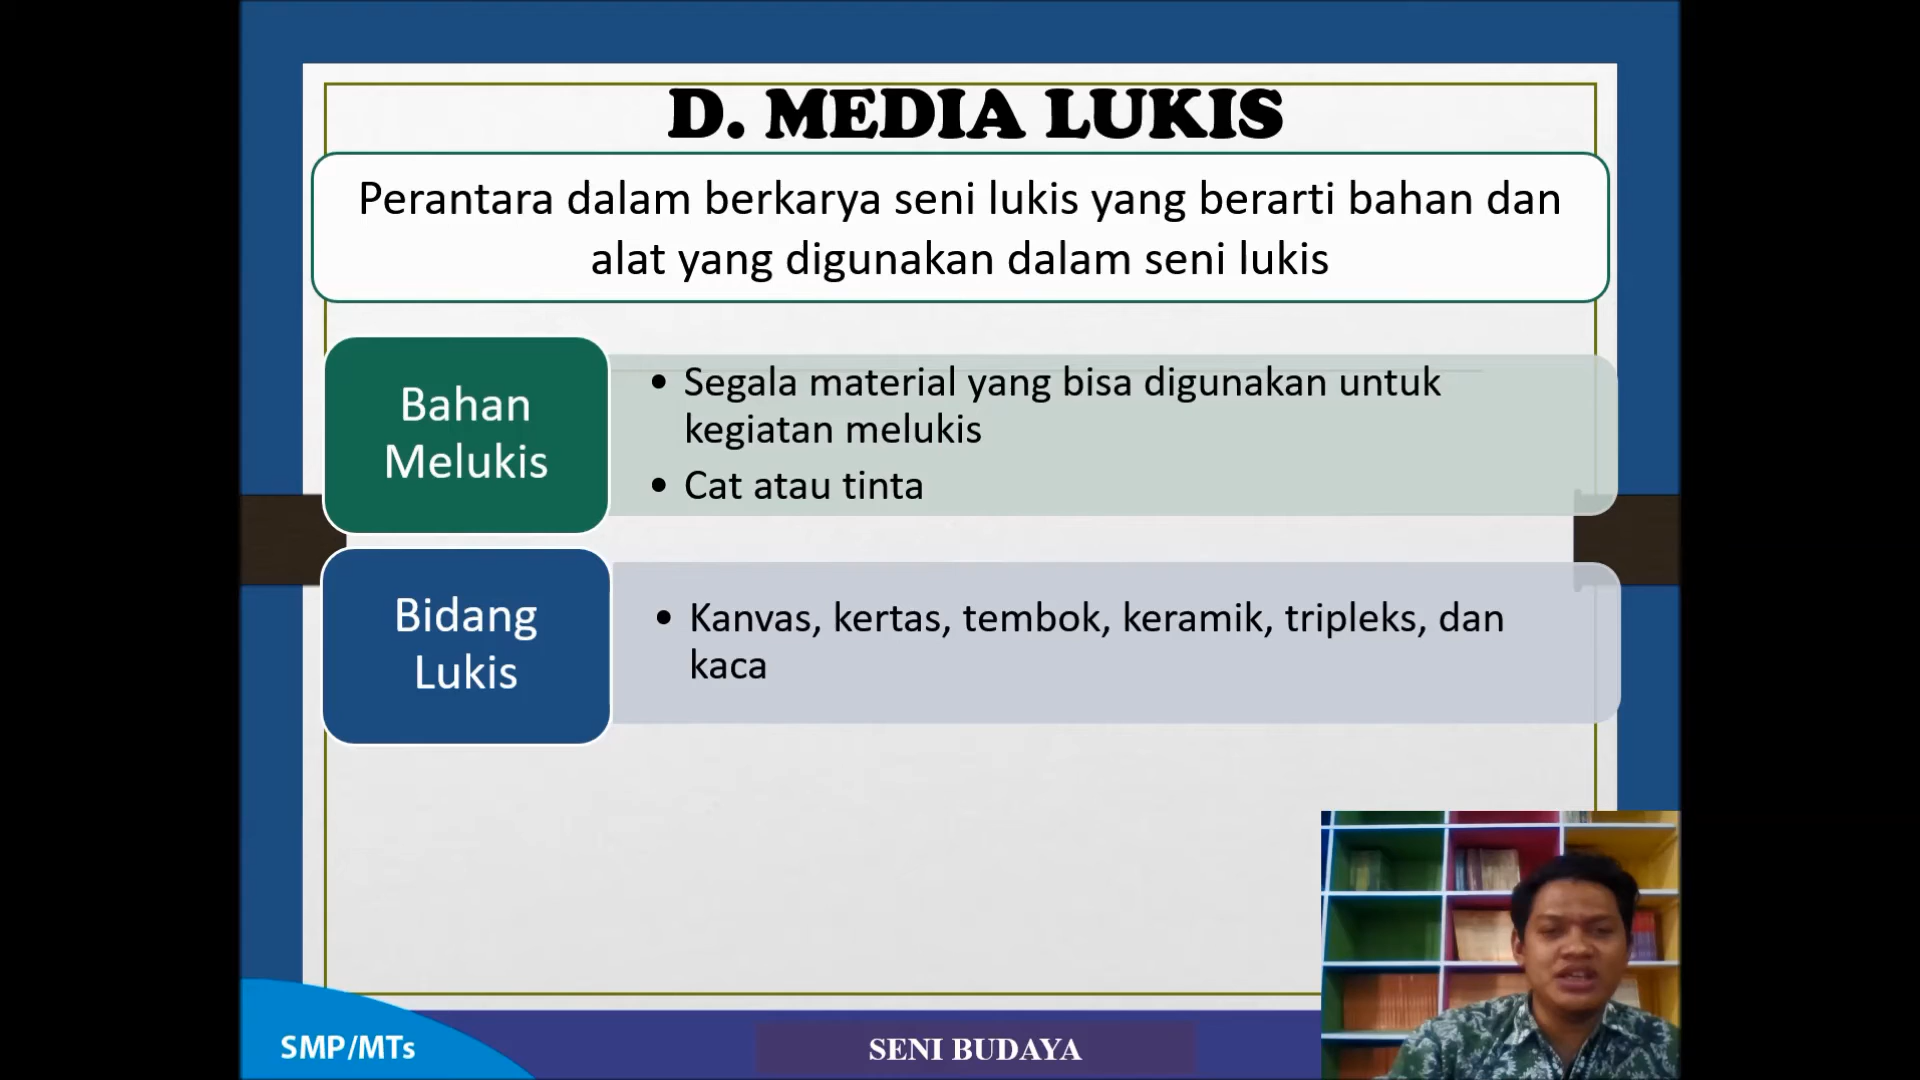 D. MEDIA LUKIS
Perantara dalam berkarya seni lukis yang berarti bahan dan
alat yang digunakan dalam seni lukis
Bahan
Melukis
• Segala material yang bisa digunakan untuk
kegiatan melukis
• Cat atau tinta
Bidang
Lukis
• Kanvas, kertas, tembok, keramik, tripleks, dan
kaca
SMP/MTs
SENI BUDAYA